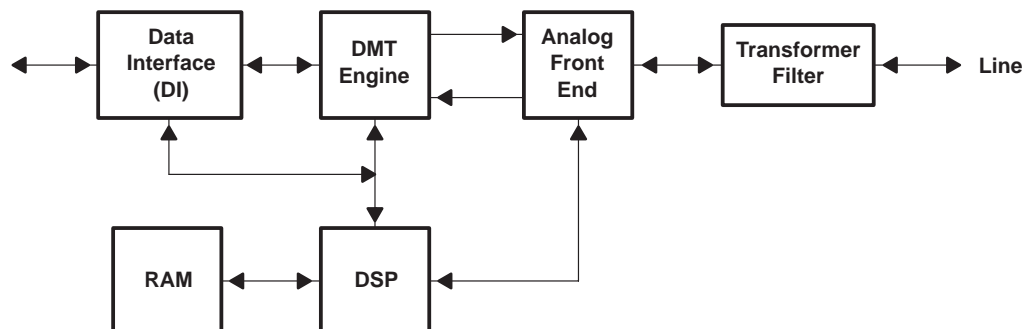 Data
Interface
(DI)
DMT
Engine
Analog
Front
End
Transformer
Filter
Line
RAM
DSP